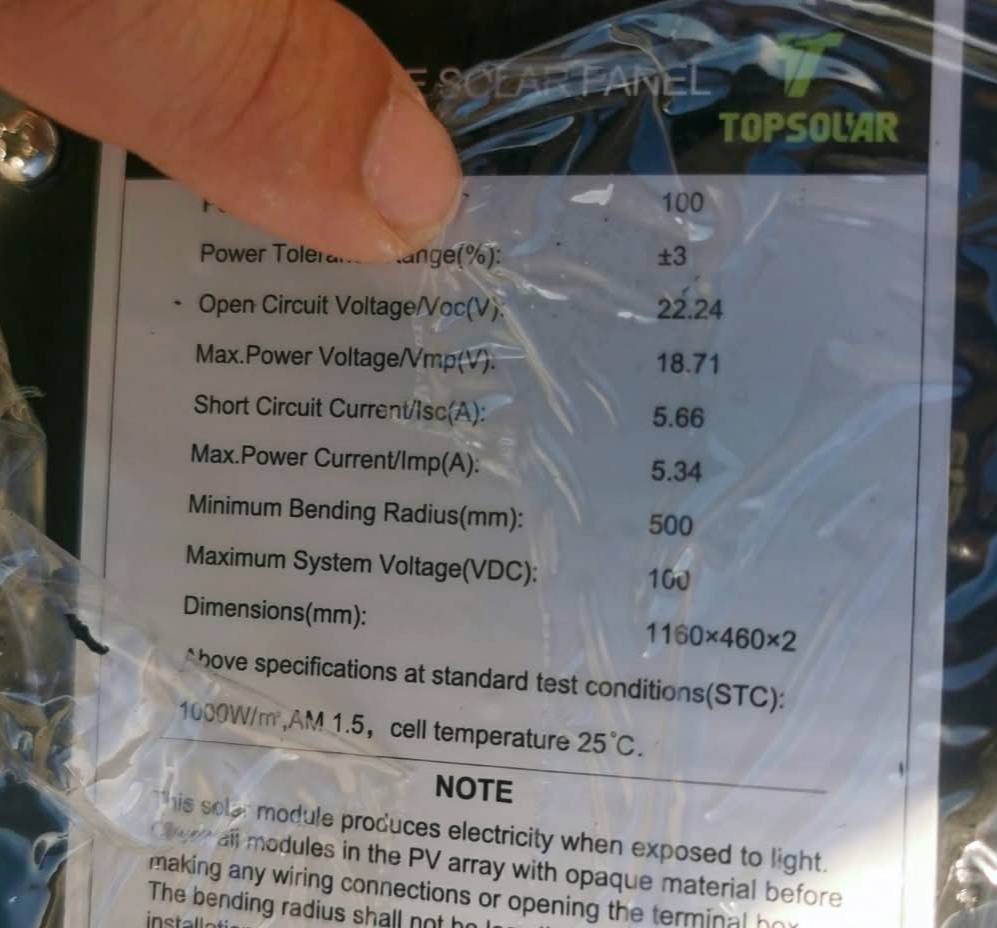 SOLAR PANEL
TOPSOLAR
100
Power range(%): ±3
Open Circuit Voltage/Voc(V): 22.24
Max.Power Voltage/Vmp(V): 18.71
Short Circuit Current/Isc(A): 5.66
Max.Power Current/Imp(A): 5.34
Minimum Bending Radius(mm): 500
Maximum System Voltage(VDC): 100
Dimensions(mm): 1160×460×2
Above specifications at standard test conditions(STC):
1000W/m²,AM 1.5, cell temperature 25°C.
NOTE
This solar module produces electricity when exposed to light.
all modules in the PV array with opaque material before
making any wiring connections or opening the terminal box
The bending radius shall not be